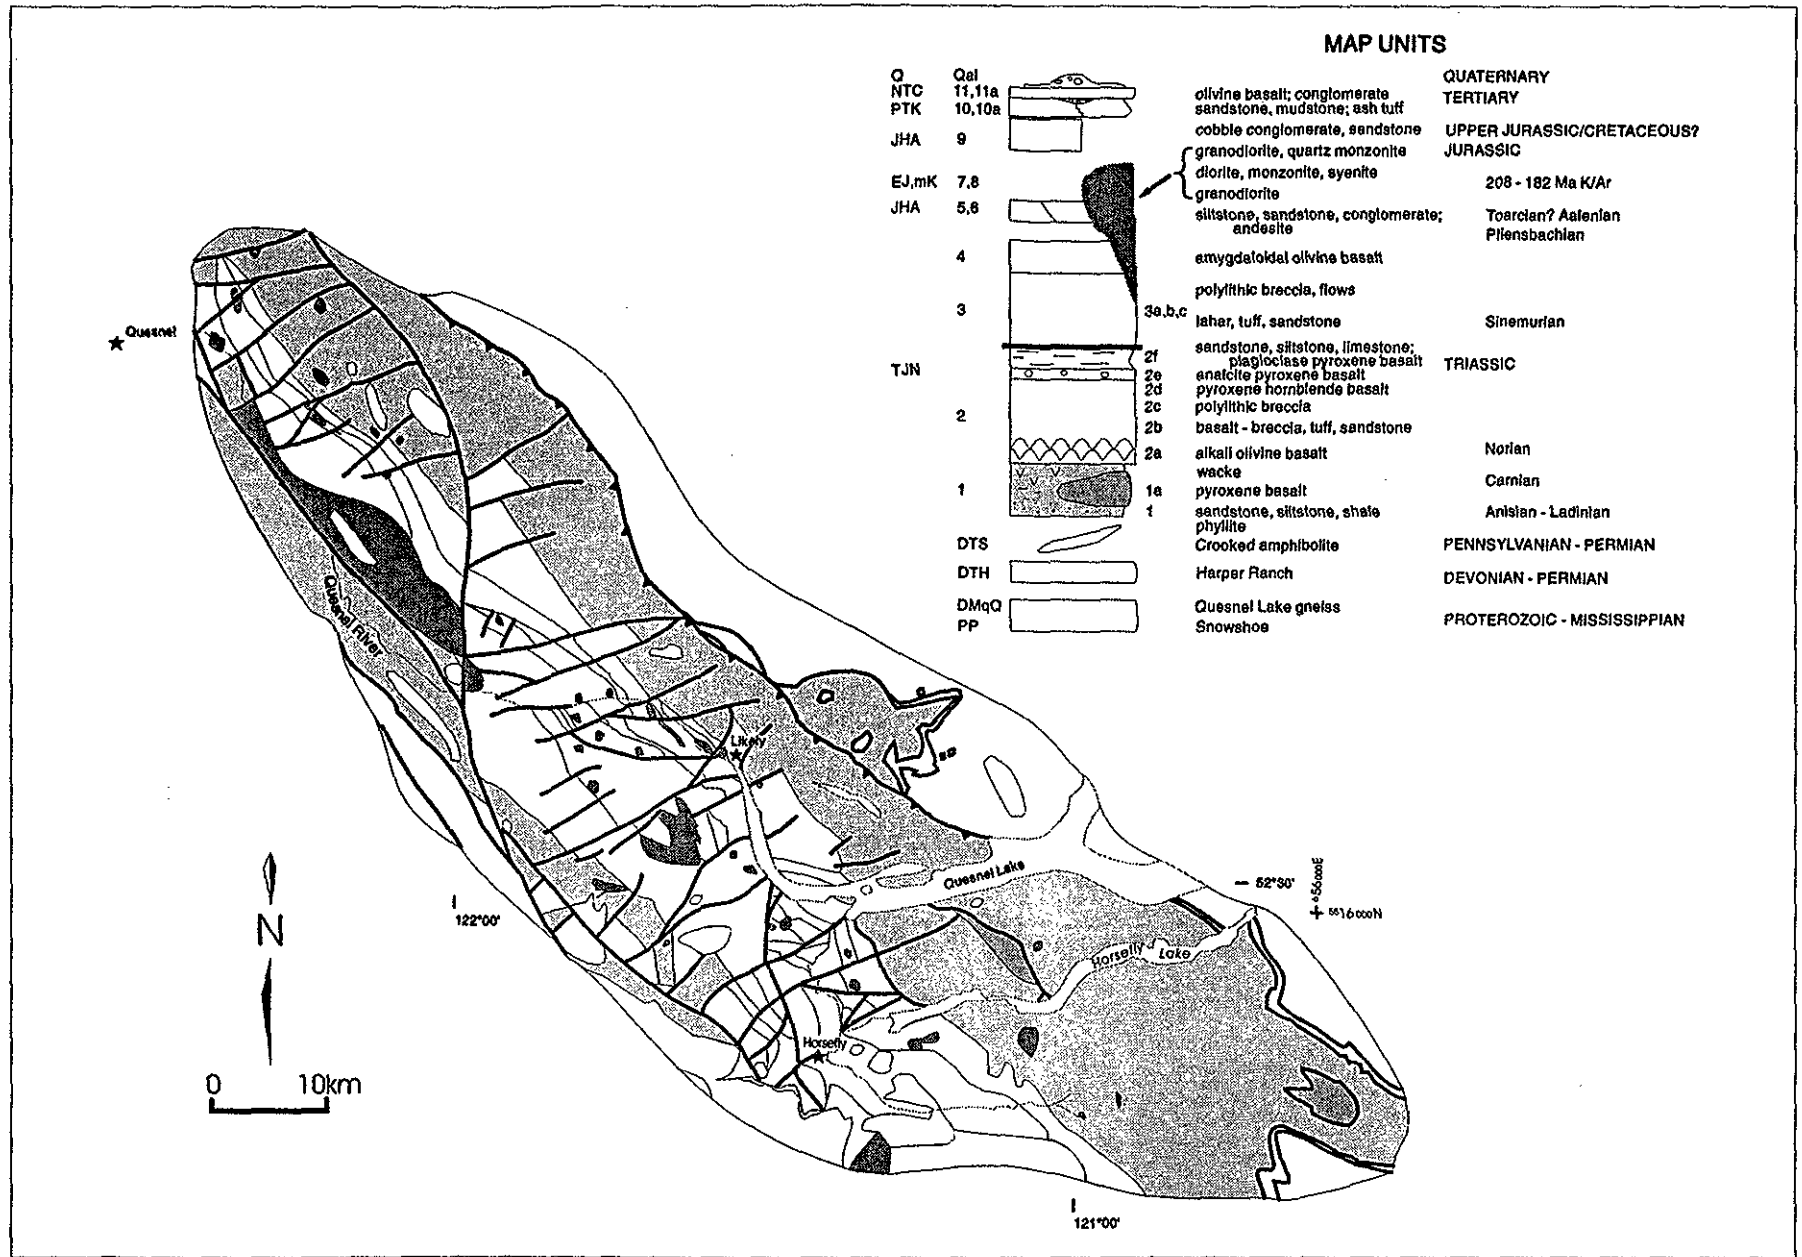 MAP UNITS
Q Qal QUATERNARY
NTC 11,11a olivine basalt; conglomerate TERTIARY
PTK 10,10a sandstone, mudstone; ash tuff
JHA 9 cobble conglomerate, sandstone UPPER JURASSIC/CRETACEOUS?
granodiorite, quartz monzonite JURASSIC
diorite, monzonite, syenite
EJ,mK 7,8 208 - 182 Ma K/Ar
granodiorite
JHA 5,6 siltstone, sandstone, conglomerate; Toarcian? Aalenian
andesite Pliensbachian
4 amygdaloidal olivine basalt
polylithic breccia, flows
3 3a,b,c lahar, tuff, sandstone Sinemurian
sandstone, siltstone, limestone;
2f plagioclase pyroxene basalt TRIASSIC
TJN 2e analcite pyroxene basalt
2d pyroxene hornblende basalt
2 2c polylithic breccia
2b basalt - breccia, tuff, sandstone
2a alkali olivine basalt Norian
wacke
1 1a pyroxene basalt Carnian
1 sandstone, siltstone, shale Anisian - Ladinian
phyllite
DTS Crooked amphibolite PENNSYLVANIAN - PERMIAN
DTH Harper Ranch DEVONIAN - PERMIAN
DMqQ Quesnel Lake gneiss
PP Snowshoe PROTEROZOIC - MISSISSIPPIAN
Quesnel
Quesnel River
Likely
Quesnel Lake
52°30'
656000E
5816000N
122°00'
Horsefly Lake
N
Horsefly
0 10km
121°00'